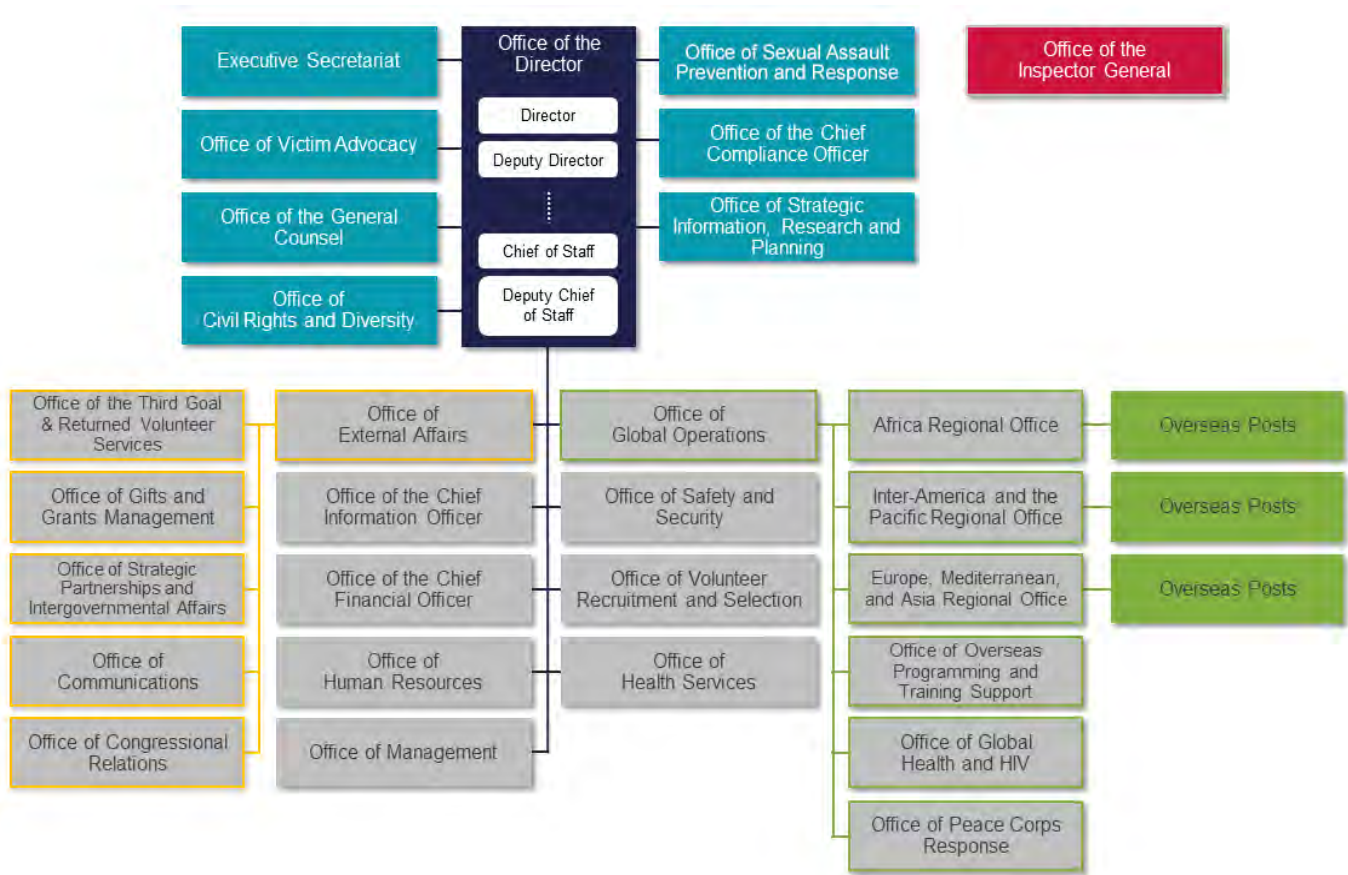 Executive Secretariat
Office of Victim Advocacy
Office of the General
Counsel
Office of
Civil Rights and Diversity
Office of the
Director
Director
Deputy Director
Chief of Staff
Deputy Chief
of Staff
Office of Sexual Assault
Prevention and Response
Office of the Chief
Compliance Officer
Office of Strategic
Information, Research and
Planning
Office of the
Inspector General
Office of the Third Goal
& Returned Volunteer
Services
Office of Gifts and
Grants Management
Office of Strategic
Partnerships and
Intergovernmental Affairs
Office of
Communications
Office of Congressional
Relations
Office of
External Affairs
Office of the Chief
Information Officer
Office of the Chief
Financial Officer
Office of
Human Resources
Office of Management
Office of
Global Operations
Office of Safety and
Security
Office of Volunteer
Recruitment and Selection
Office of
Health Services
Africa Regional Office
Inter-America and the
Pacific Regional Office
Europe, Mediterranean,
and Asia Regional Office
Office of Overseas
Programming and
Training Support
Office of Global
Health and HIV
Office of Peace Corps
Response
Overseas Posts
Overseas Posts
Overseas Posts